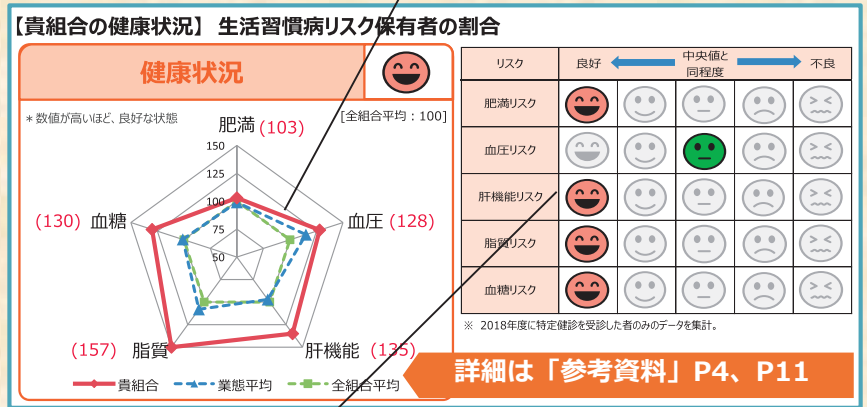 【貴組合の健康状況】 生活習慣病リスク保有者の割合
健康状況
＊数値が高いほど、良好な状態
[全組合平均：100]
肥満 (103)
150
125
100
75
50
(130) 血糖
血圧 (128)
(157) 脂質
肝機能 (135)
貴組合 業態平均 全組合平均
リスク 良好 中央値と 不良
同程度
肥満リスク
血圧リスク
肝機能リスク
脂質リスク
血糖リスク
※ 2018年度に特定健診を受診した者のみのデータを集計。
詳細は「参考資料」P4、P11